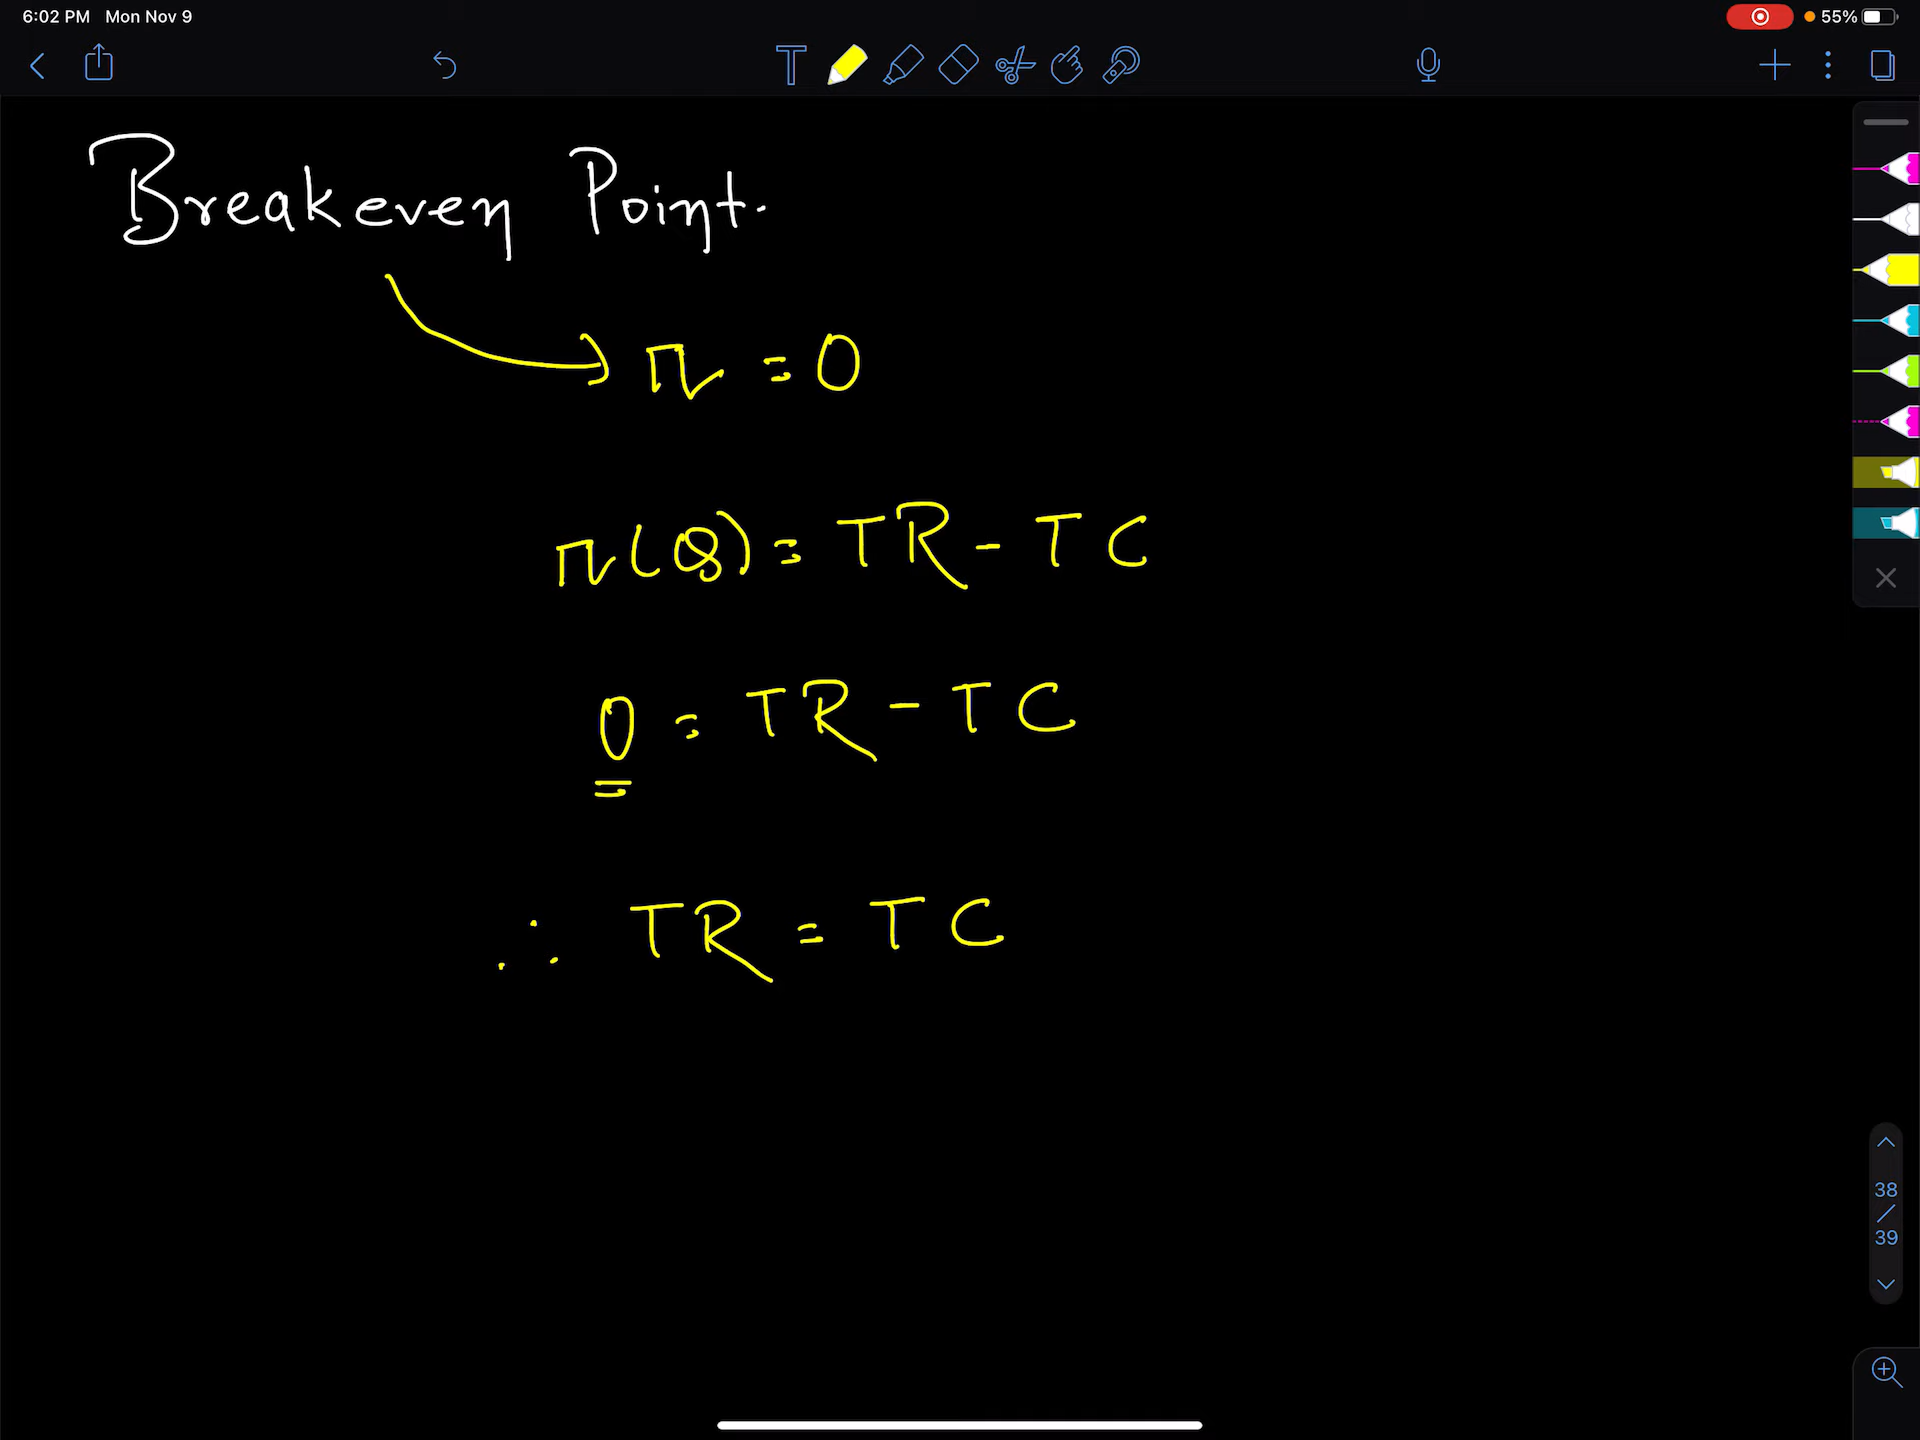 6:02 PM Mon Nov 9
55%
Breakeven Point.
π = 0
π(Q) = TR - TC
0 = TR - TC
∴ TR = TC
38
/
39